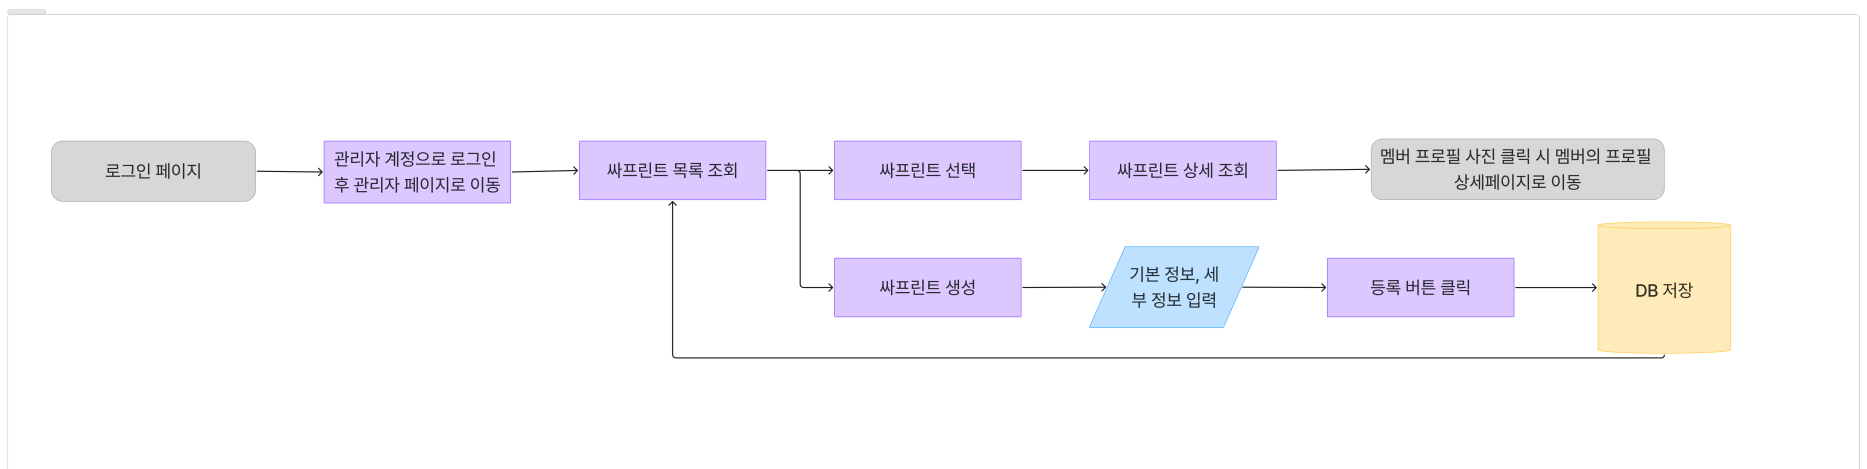 로그인 페이지
관리자 계정으로 로그인
후 관리자 페이지로 이동
싸프린트 목록 조회
싸프린트 선택
싸프린트 상세 조회
멤버 프로필 사진 클릭 시 멤버의 프로필
상세페이지로 이동
싸프린트 생성
기본 정보, 세
부 정보 입력
등록 버튼 클릭
DB 저장